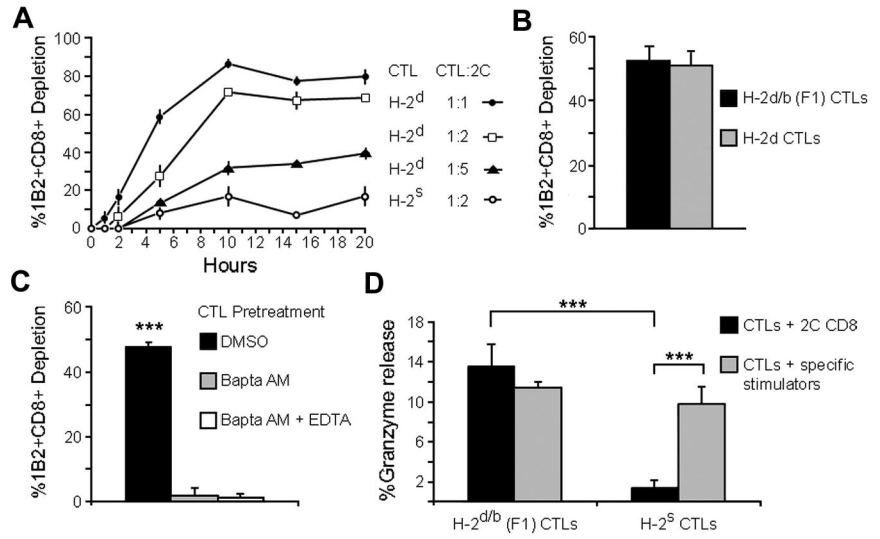 A
%1B2+CD8+ Depletion
100
80
60
40
20
0
0 2 4 6 8 10 12 14 16 18 20
Hours
CTL CTL:2C
H-2d 1:1
H-2d 1:2
H-2d 1:5
H-2s 1:2
B
%1B2+CD8+ Depletion
60
40
20
0
H-2d/b (F1) CTLs
H-2d CTLs
C
%1B2+CD8+ Depletion
60
40
20
0
***
CTL Pretreatment
DMSO
Bapta AM
Bapta AM + EDTA
D
%Granzyme release
18
14
10
6
2
***
***
CTLs + 2C CD8
CTLs + specific
stimulators
H-2d/b (F1) CTLs
H-2s CTLs